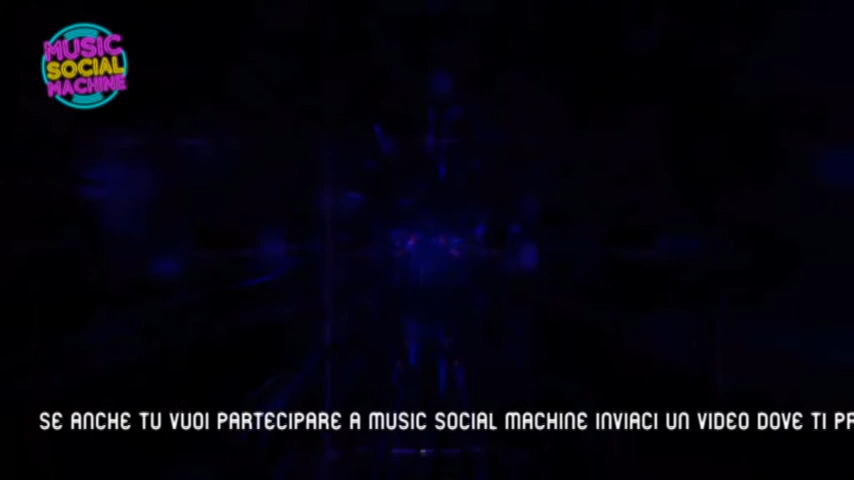 MUSIC
SOCIAL
MACHINE
SE ANCHE TU VUOI PARTECIPARE A MUSIC SOCIAL MACHINE INVIACI UN VIDEO DOVE TI